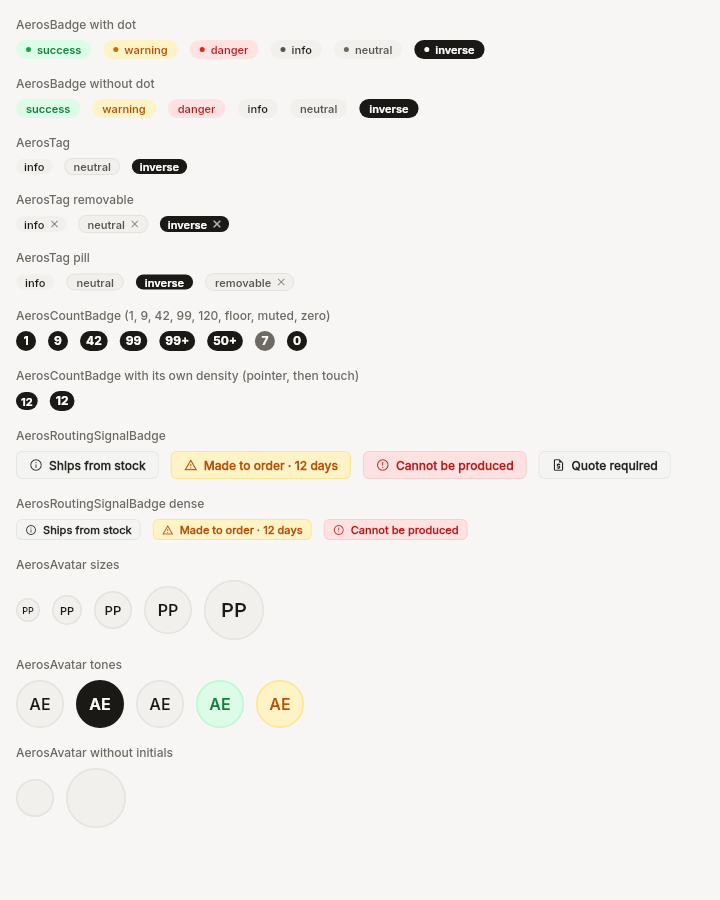 AerosBadge with dot
success warning danger info neutral inverse
AerosBadge without dot
success warning danger info neutral inverse
AerosTag
info neutral inverse
AerosTag removable
info × neutral × inverse ×
AerosTag pill
info neutral inverse removable ×
AerosCountBadge (1, 9, 42, 99, 120, floor, muted, zero)
1 9 42 99 99+ 50+ 7 0
AerosCountBadge with its own density (pointer, then touch)
12 12
AerosRoutingSignalBadge
Ships from stock Made to order · 12 days Cannot be produced Quote required
AerosRoutingSignalBadge dense
Ships from stock Made to order · 12 days Cannot be produced
AerosAvatar sizes
PP PP PP PP PP
AerosAvatar tones
AE AE AE AE AE
AerosAvatar without initials